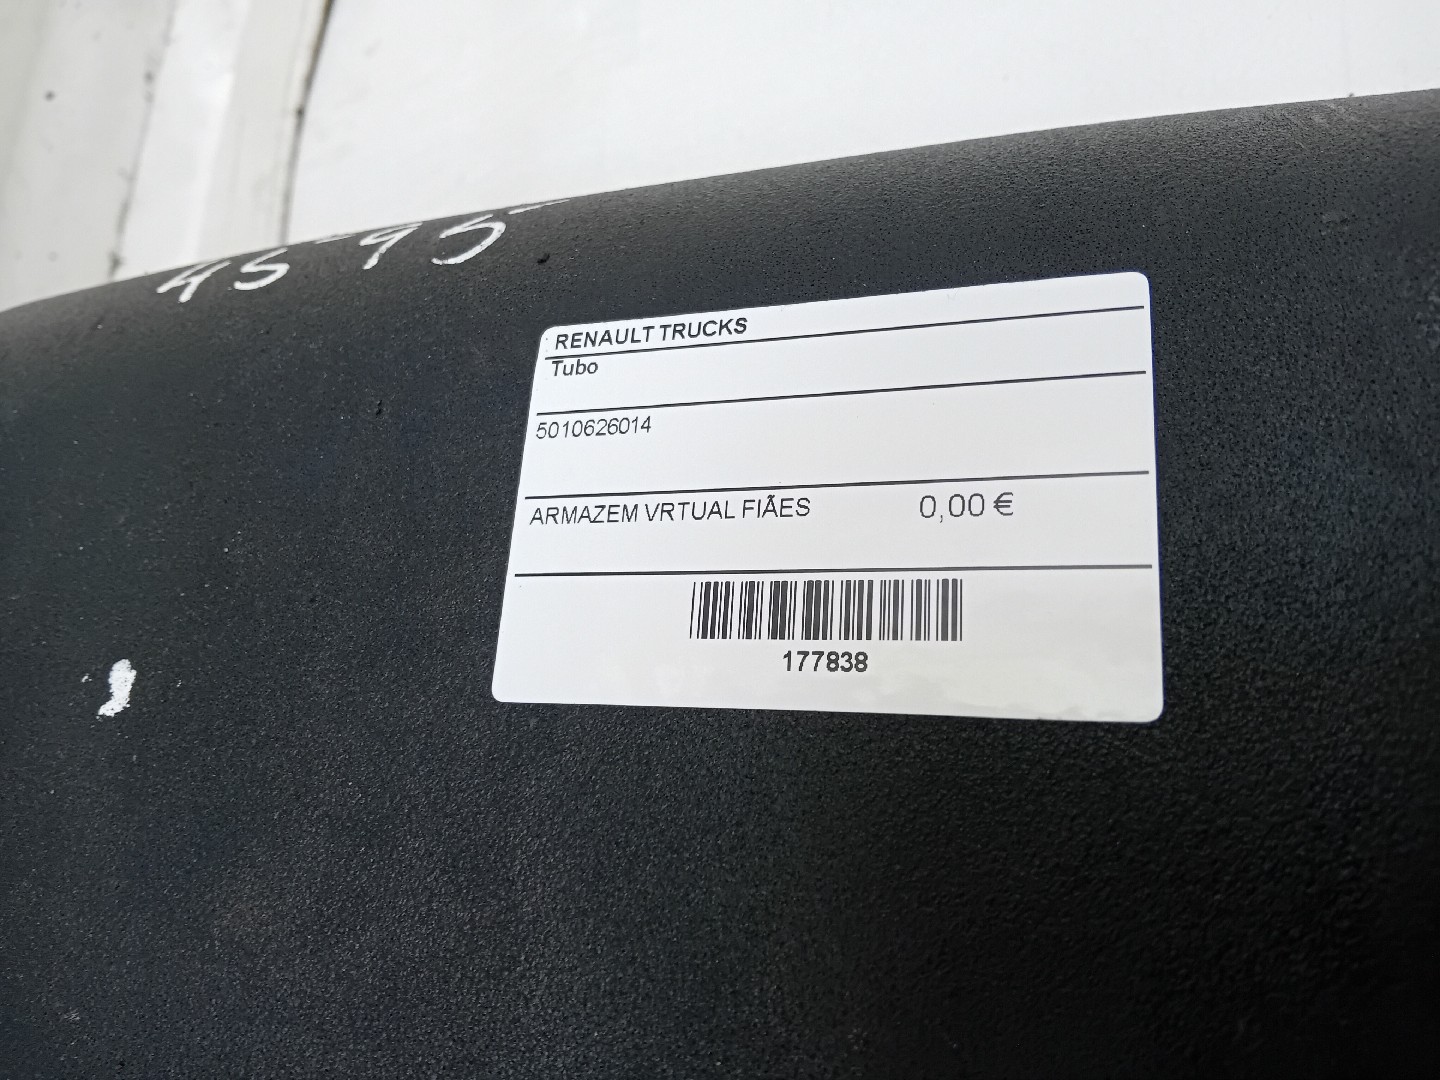 45-95-
RENAULT TRUCKS
Tubo
5010626014
ARMAZEM VRTUAL FIÃES 0,00 €
177838